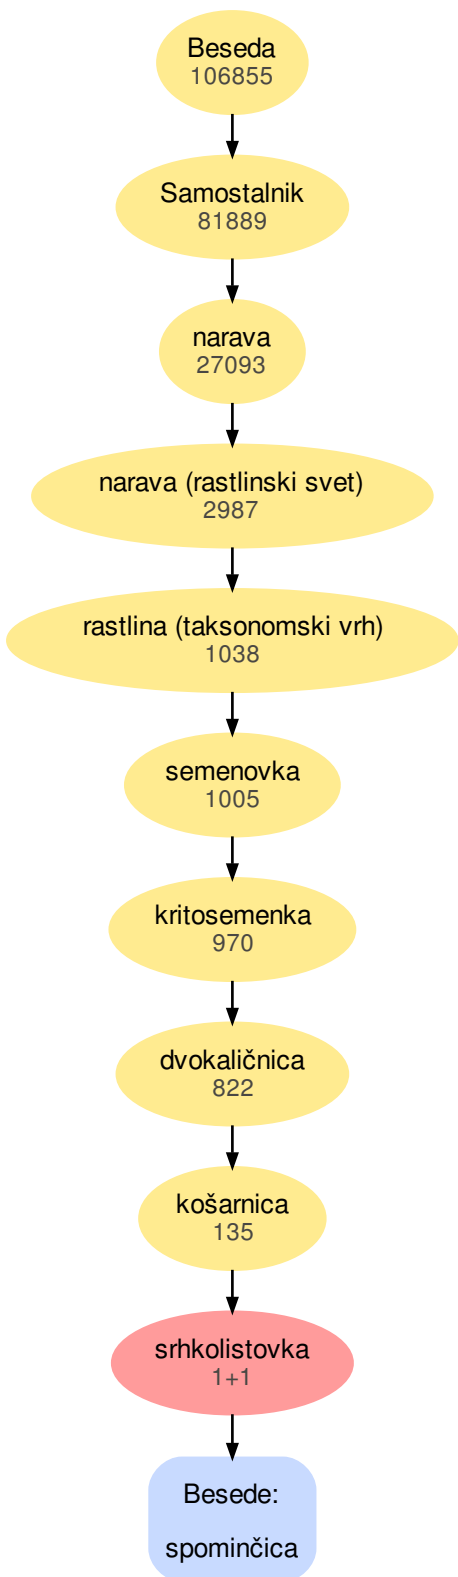 Beseda
106855
Samostalnik
81889
narava
27093
narava (rastlinski svet)
2987
rastlina (taksonomski vrh)
1038
semenovka
1005
kritosemenka
970
dvokaličnica
822
košarnica
135
srhkolistovka
1+1
Besede:
spominčica